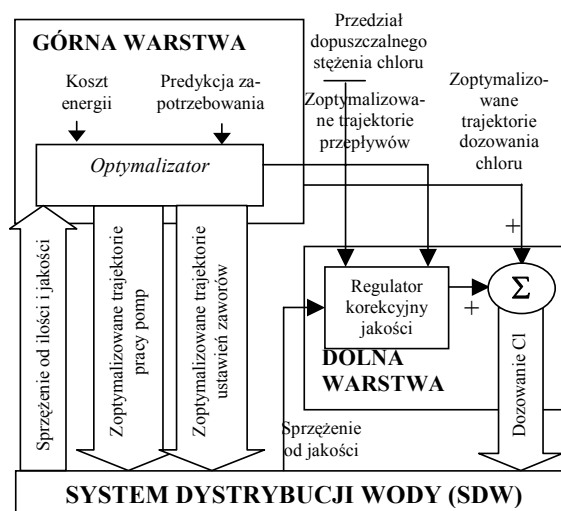 GÓRNA WARSTWA
Koszt
energii
Predykcja za-
potrzebowania
Optymalizator
Przedział
dopuszczalnego
stężenia chloru
Zoptymalizowa-
ne trajektorie
przepływów
Zoptymalizo-
wane
trajektorie
dozowania
chloru
+
Sprzężenie od ilości i jakości
Zoptymalizowane trajektorie
pracy pomp
Zoptymalizowane trajektorie
ustawień zaworów
Regulator
korekcyjny
jakości
+
Σ
DOLNA
WARSTWA
Dozowanie Cl
Sprzężenie
od jakości
SYSTEM DYSTRYBUCJI WODY (SDW)